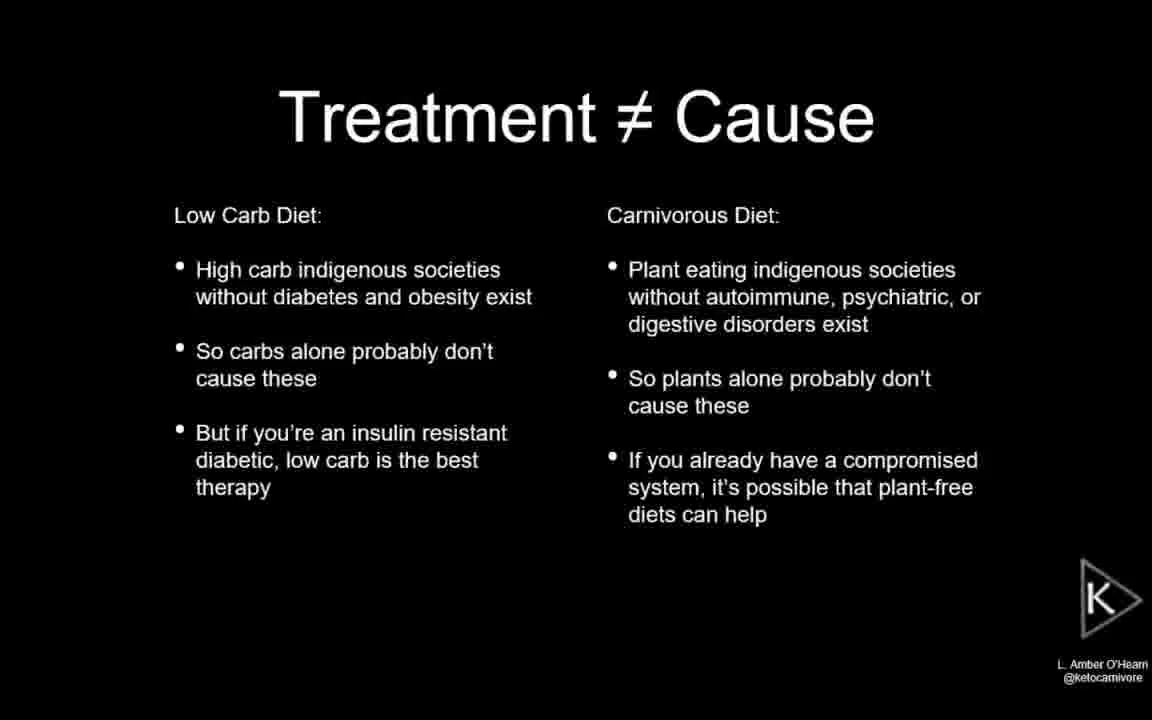 Treatment ≠ Cause
Low Carb Diet:
• High carb indigenous societies
without diabetes and obesity exist
• So carbs alone probably don't
cause these
• But if you're an insulin resistant
diabetic, low carb is the best
therapy
Carnivorous Diet:
• Plant eating indigenous societies
without autoimmune, psychiatric, or
digestive disorders exist
• So plants alone probably don't
cause these
• If you already have a compromised
system, it's possible that plant-free
diets can help
K
L. Amber O'Hearn
@ketocarnivore